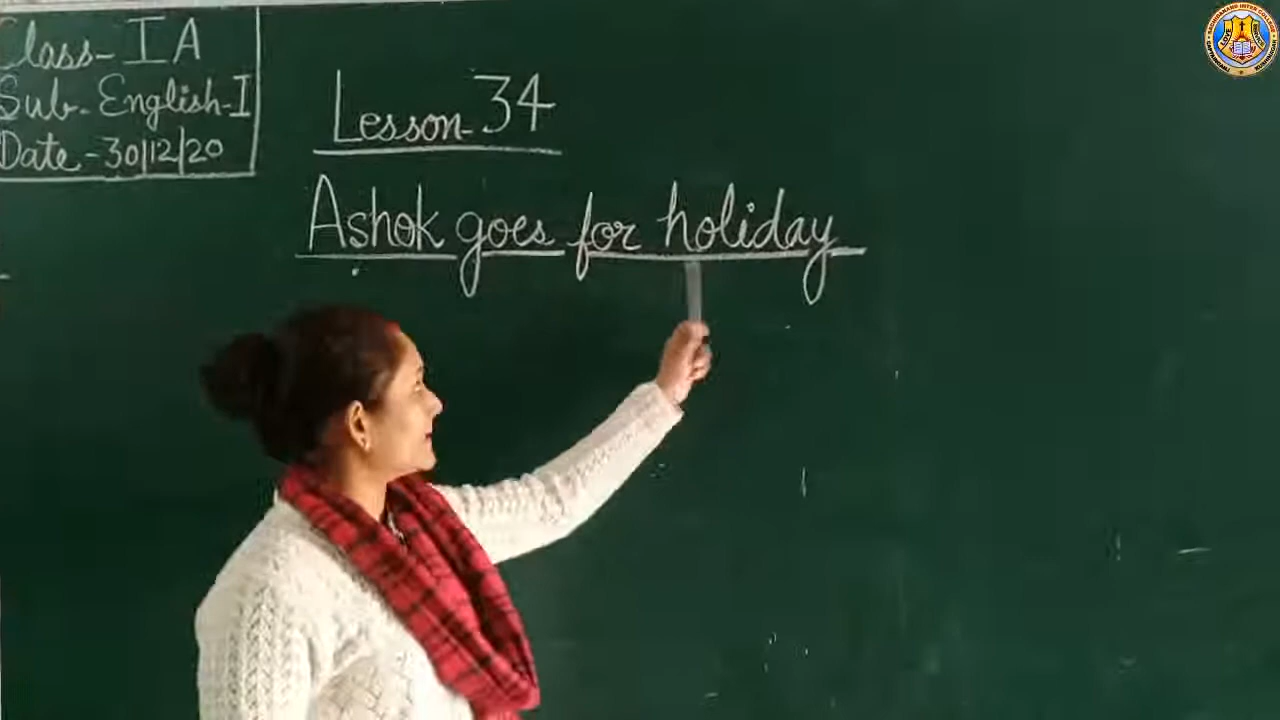 Class- I A
Sub- English-I
Date -30/12/20
Lesson-34
Ashok goes for holiday